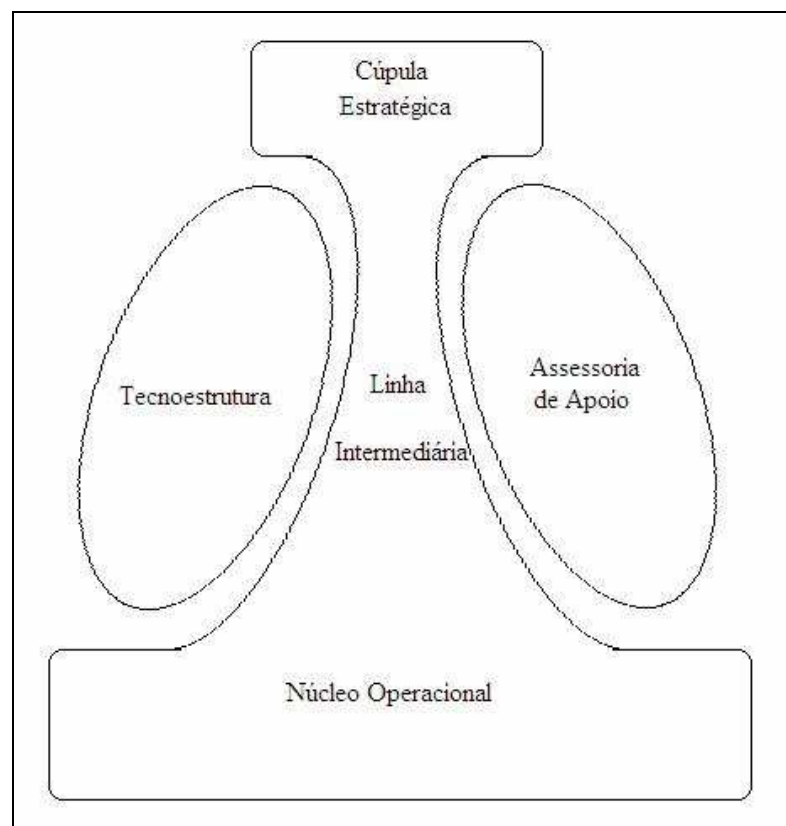 Cúpula
Estratégica
Tecnoestrutura
Linha
Intermediária
Assessoria
de Apoio
Núcleo Operacional